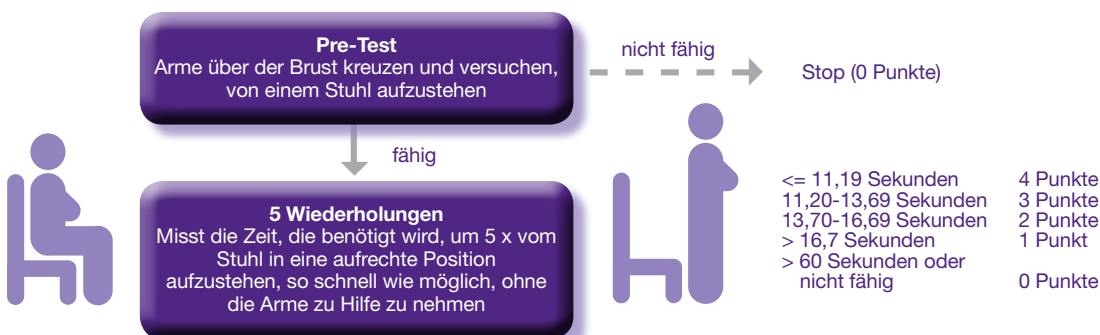 Pre-Test
Arme über der Brust kreuzen und versuchen,
von einem Stuhl aufzustehen
nicht fähig
Stop (0 Punkte)
fähig
5 Wiederholungen
Misst die Zeit, die benötigt wird, um 5 x vom
Stuhl in eine aufrechte Position
aufzustehen, so schnell wie möglich, ohne
die Arme zu Hilfe zu nehmen
<= 11,19 Sekunden 4 Punkte
11,20-13,69 Sekunden 3 Punkte
13,70-16,69 Sekunden 2 Punkte
> 16,7 Sekunden 1 Punkt
> 60 Sekunden oder
nicht fähig 0 Punkte